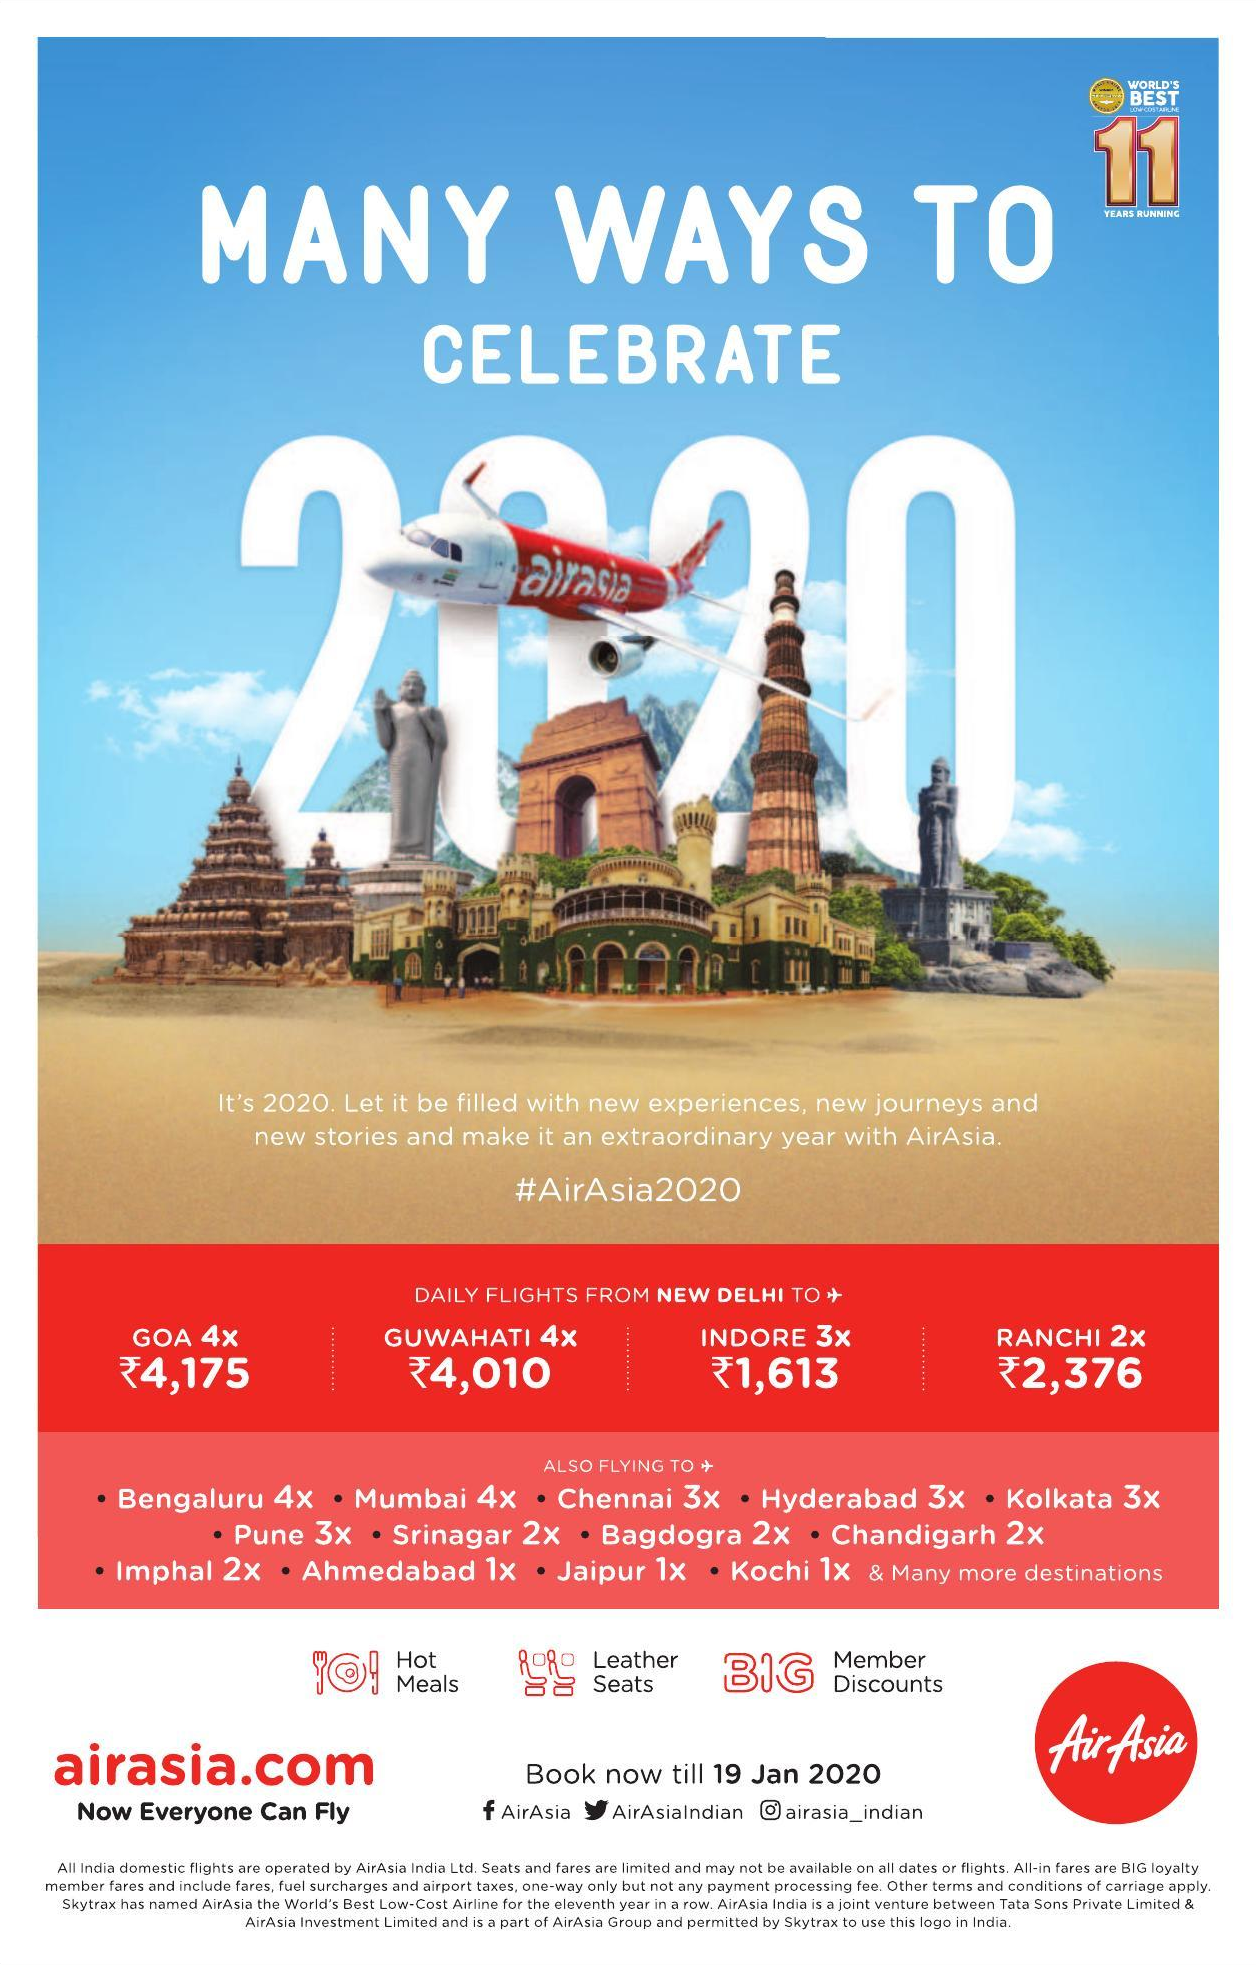 WORLD'S
BEST
LOW-COST AIRLINE
11
YEARS RUNNING
MANY WAYS TO
CELEBRATE
2020
airasia
It's 2020. Let it be filled with new experiences, new journeys and
new stories and make it an extraordinary year with AirAsia.
#AirAsia2020
DAILY FLIGHTS FROM NEW DELHI TO
GOA 4x
₹4,175
GUWAHATI 4x
₹4,010
INDORE 3x
₹1,613
RANCHI 2x
₹2,376
ALSO FLYING TO
• Bengaluru 4x • Mumbai 4x • Chennai 3x • Hyderabad 3x • Kolkata 3x
• Pune 3x • Srinagar 2x • Bagdogra 2x • Chandigarh 2x
• Imphal 2x • Ahmedabad 1x • Jaipur 1x • Kochi 1x & Many more destinations
Hot
Meals
Leather
Seats
BIG
Member
Discounts
AirAsia
airasia.com
Now Everyone Can Fly
Book now till 19 Jan 2020
AirAsia AirAsiaIndian airasia_indian
All India domestic flights are operated by AirAsia India Ltd. Seats and fares are limited and may not be available on all dates or flights. All-in fares are BIG loyalty
member fares and include fares, fuel surcharges and airport taxes, one-way only but not any payment processing fee. Other terms and conditions of carriage apply.
Skytrax has named AirAsia the World's Best Low-Cost Airline for the eleventh year in a row. AirAsia India is a joint venture between Tata Sons Private Limited &
AirAsia Investment Limited and is a part of AirAsia Group and permitted by Skytrax to use this logo in India.